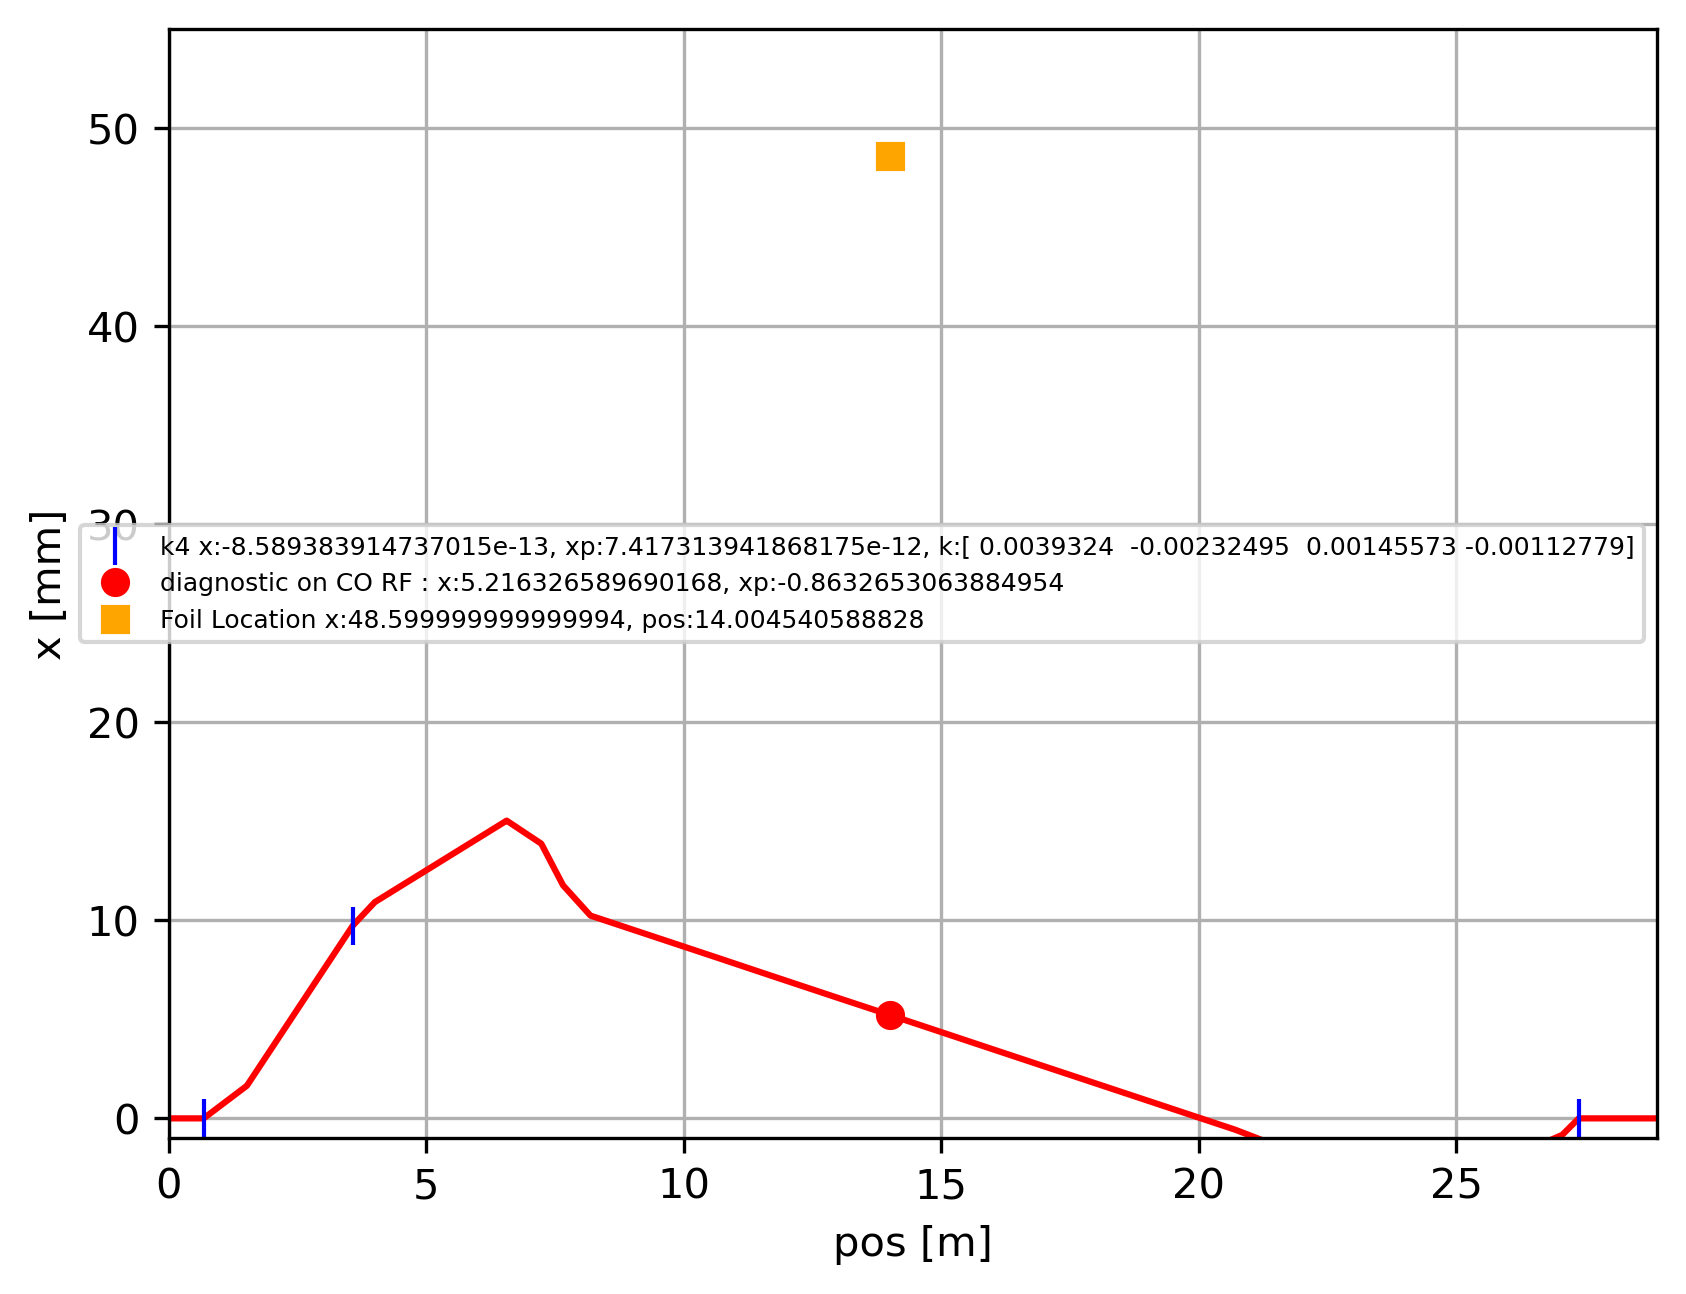 50
40
30
20
10
0
x [mm]
k4 x:-8.589383914737015e-13, xp:7.417313941868175e-12, k:[ 0.0039324  -0.00232495  0.00145573 -0.00112779]
diagnostic on CO RF : x:5.216326589690168, xp:-0.8632653063884954
Foil Location x:48.599999999999994, pos:14.004540588828
0 5 10 15 20 25
pos [m]